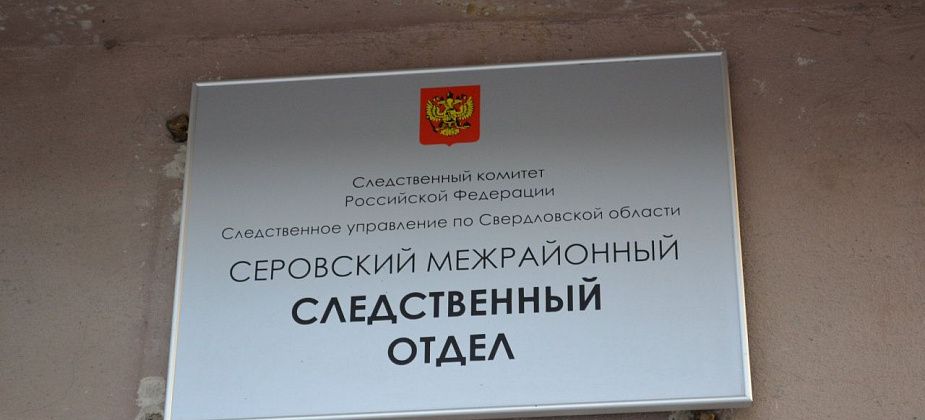 Следственный комитет
Российской Федерации
Следственное управление по Свердловской области
СЕРОВСКИЙ МЕЖРАЙОННЫЙ
СЛЕДСТВЕННЫЙ
ОТДЕЛ